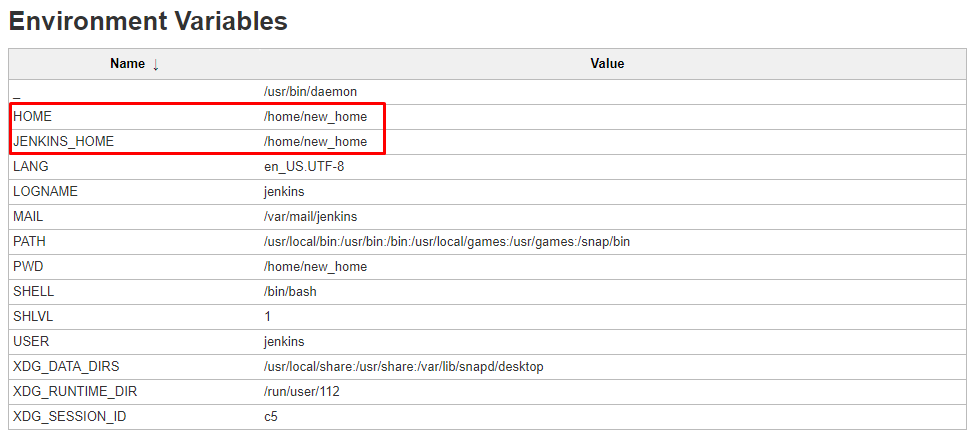 Environment Variables
Name ↓ Value
_ /usr/bin/daemon
HOME /home/new_home
JENKINS_HOME /home/new_home
LANG en_US.UTF-8
LOGNAME jenkins
MAIL /var/mail/jenkins
PATH /usr/local/bin:/usr/bin:/bin:/usr/local/games:/usr/games:/snap/bin
PWD /home/new_home
SHELL /bin/bash
SHLVL 1
USER jenkins
XDG_DATA_DIRS /usr/local/share:/usr/share:/var/lib/snapd/desktop
XDG_RUNTIME_DIR /run/user/112
XDG_SESSION_ID c5